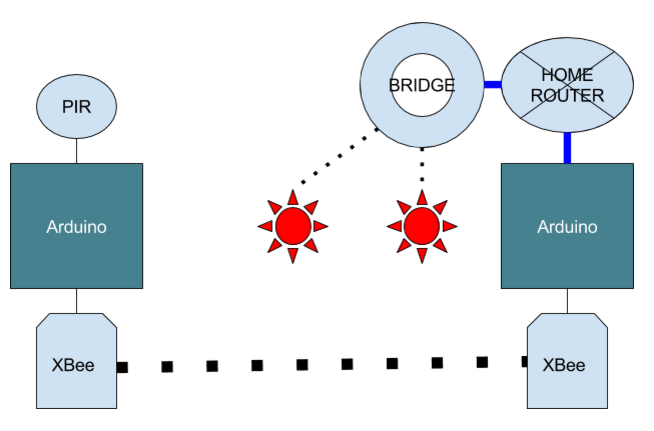 BRIDGE
HOME
ROUTER
PIR
Arduino
Arduino
XBee
XBee